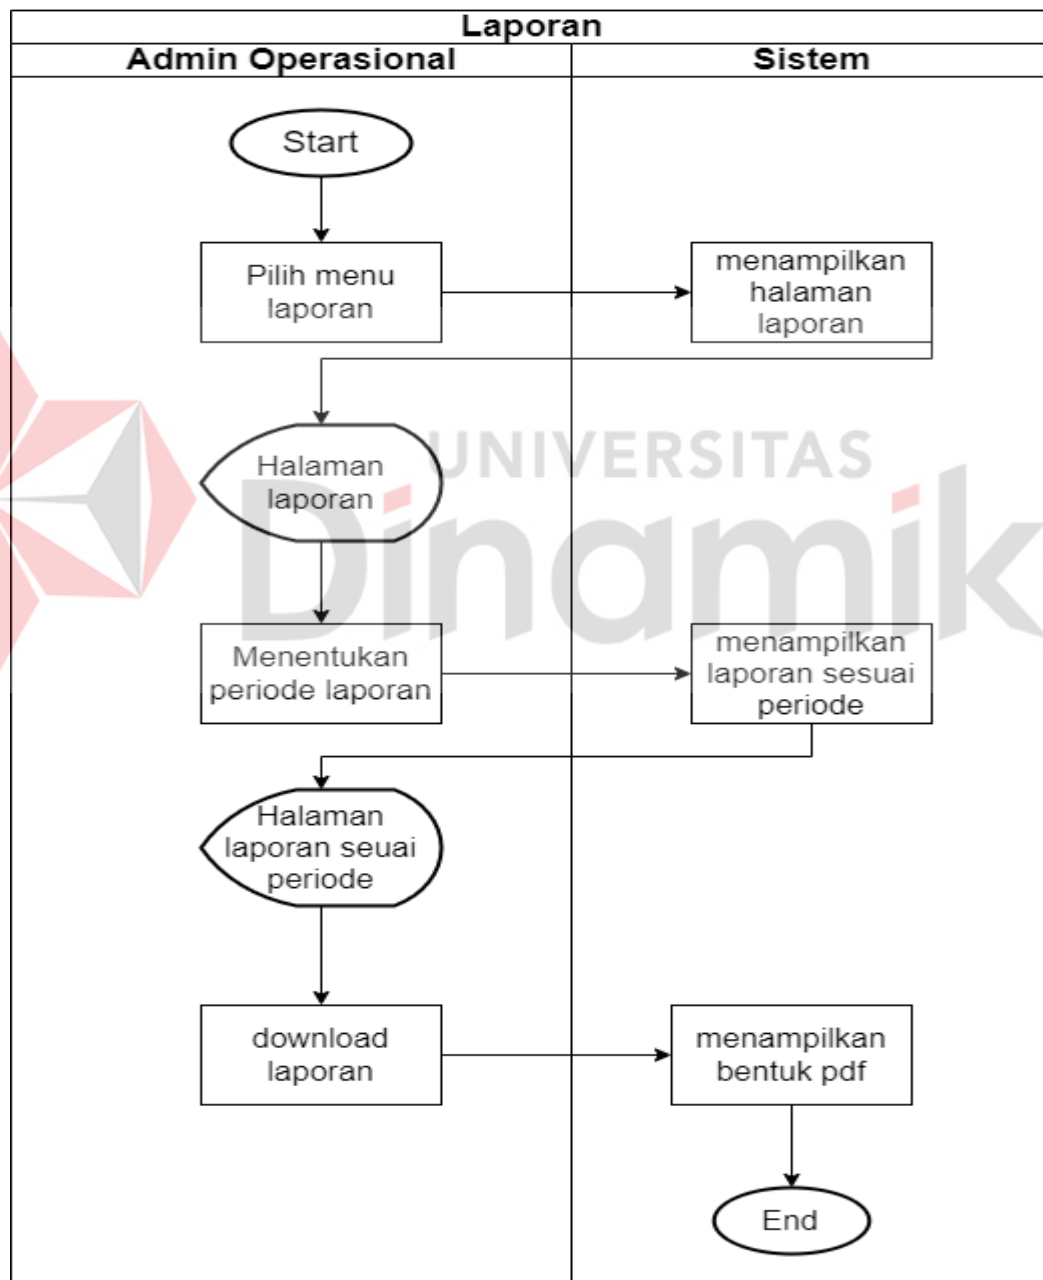 Laporan
Admin Operasional
Sistem
Start
Pilih menu
laporan
menampilkan
halaman
laporan
Halaman
laporan
UNIVERSITAS
Dinamik
Menentukan
periode laporan
menampilkan
laporan sesuai
periode
Halaman
laporan seuai
periode
download
laporan
menampilkan
bentuk pdf
End